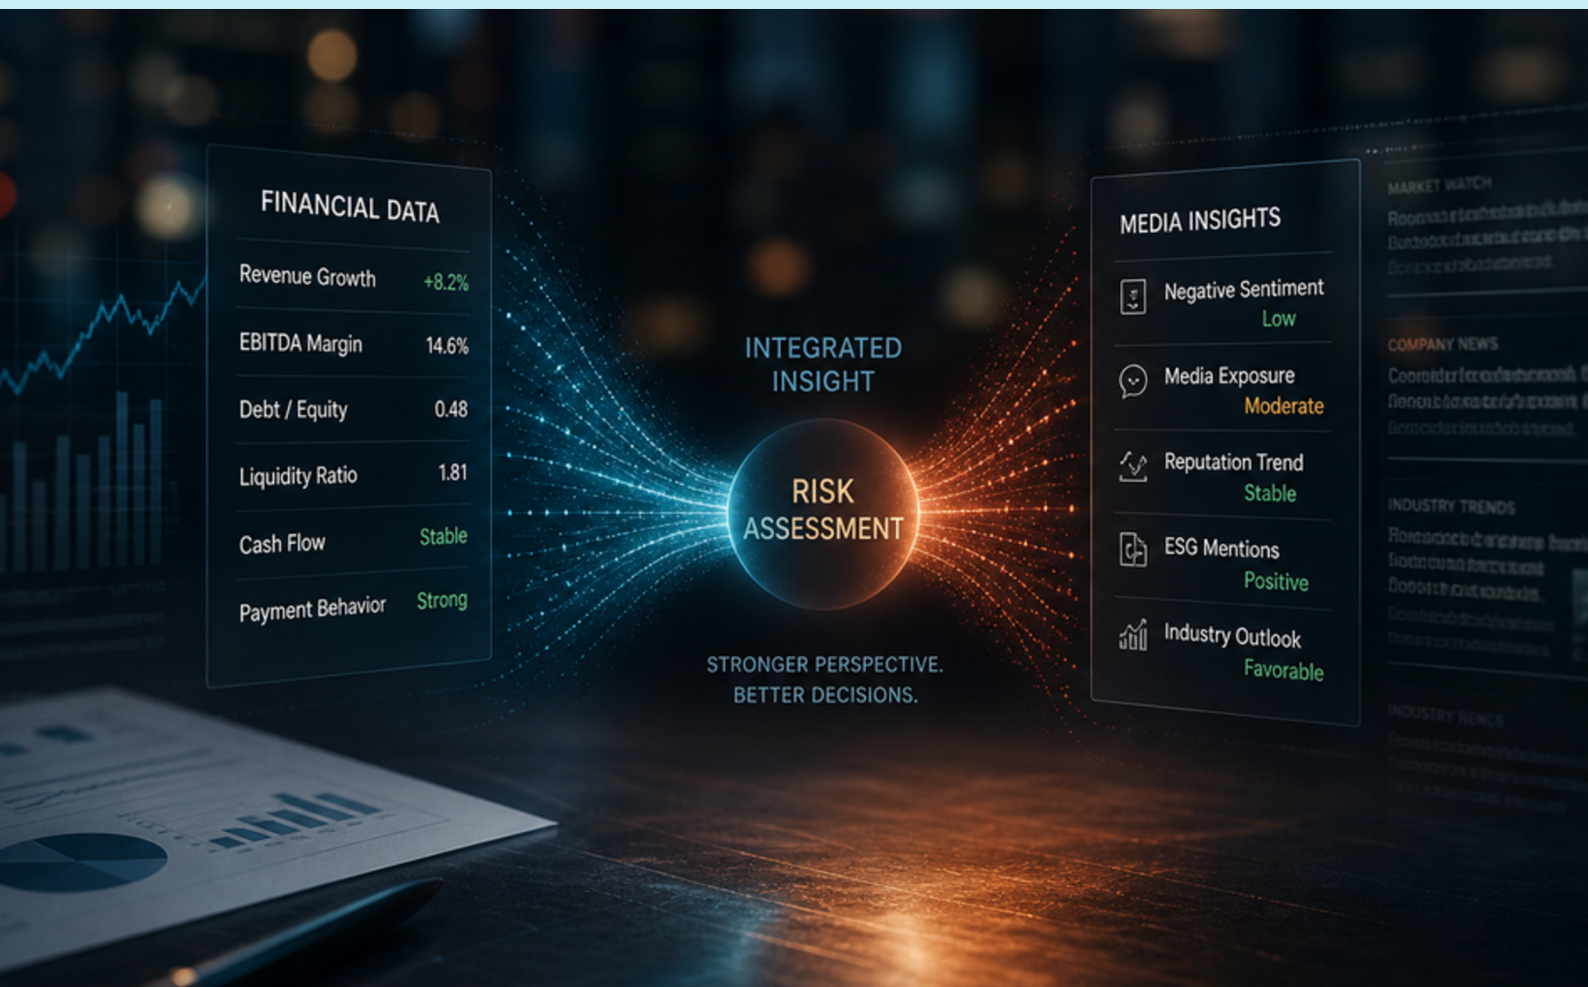 FINANCIAL DATA
Revenue Growth +8.2%
EBITDA Margin 14.6%
Debt / Equity 0.48
Liquidity Ratio 1.81
Cash Flow Stable
Payment Behavior Strong
INTEGRATED
INSIGHT
RISK
ASSESSMENT
STRONGER PERSPECTIVE.
BETTER DECISIONS.
MEDIA INSIGHTS
Negative Sentiment
Low
Media Exposure
Moderate
Reputation Trend
Stable
ESG Mentions
Positive
Industry Outlook
Favorable
MARKET WATCH
COMPANY NEWS
INDUSTRY TRENDS
INDUSTRY